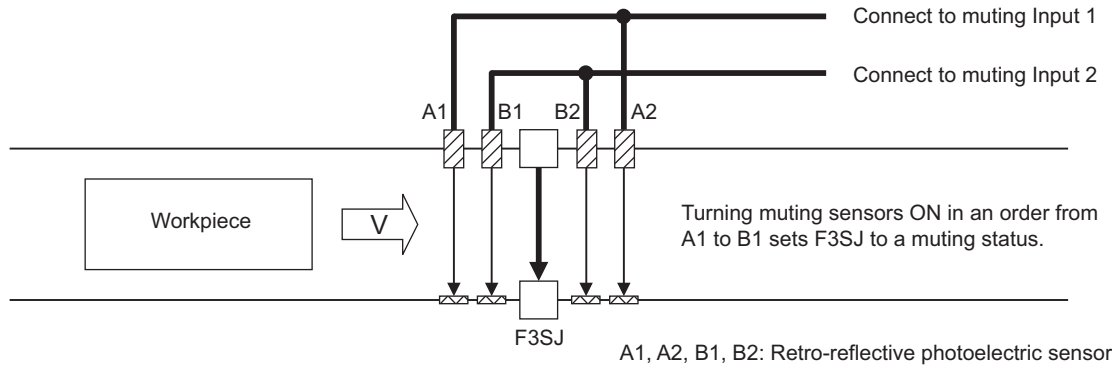 Connect to muting Input 1
Connect to muting Input 2
A1 B1 B2 A2
Workpiece
V
Turning muting sensors ON in an order from
A1 to B1 sets F3SJ to a muting status.
F3SJ
A1, A2, B1, B2: Retro-reflective photoelectric sensor